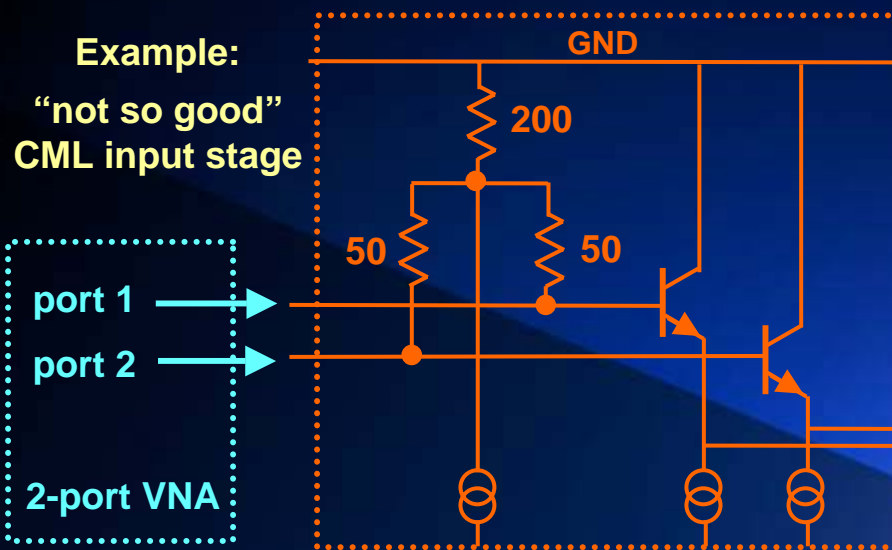 Example:
“not so good”
CML input stage
GND
200
50
50
port 1
port 2
2-port VNA